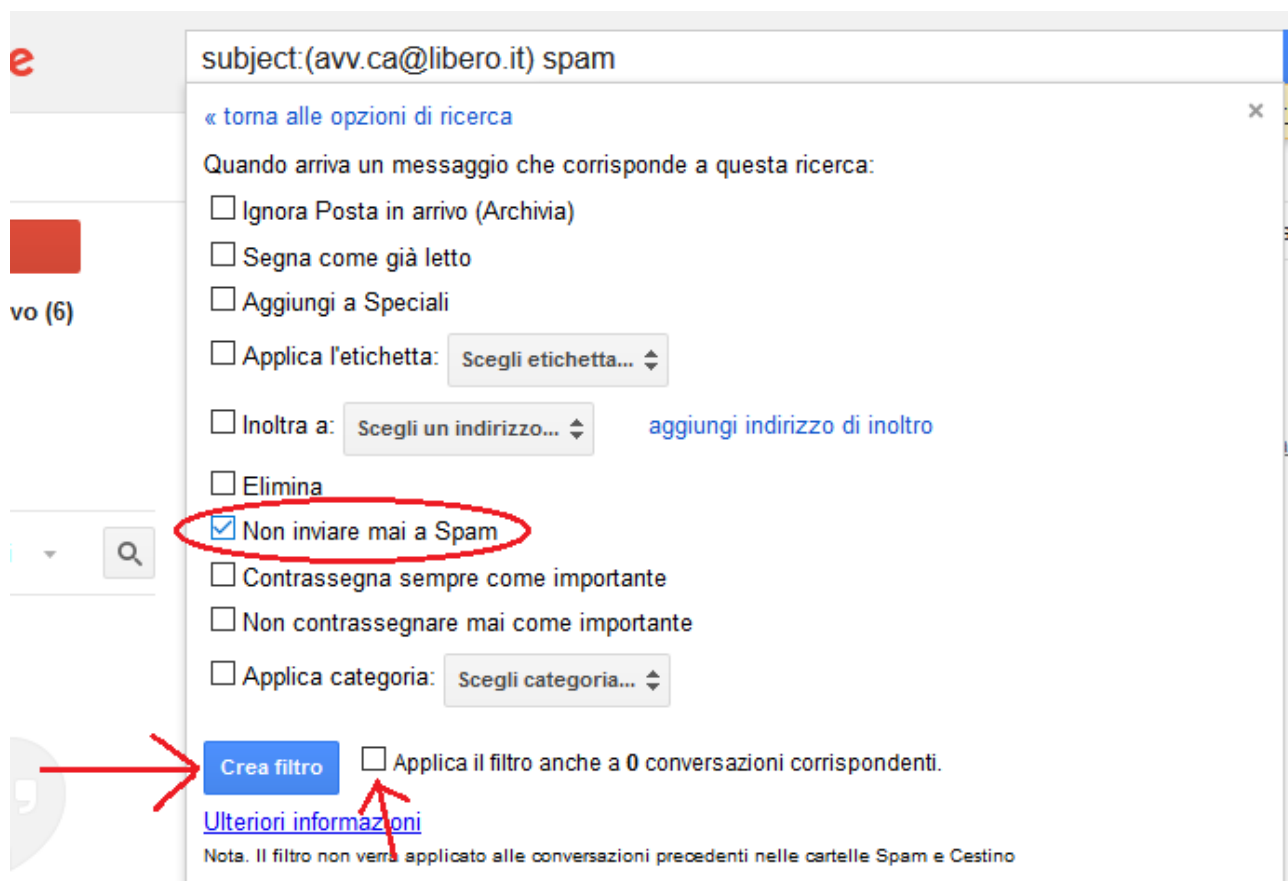 e
subject:(avv.ca@libero.it) spam
« torna alle opzioni di ricerca
×
Quando arriva un messaggio che corrisponde a questa ricerca:
Ignora Posta in arrivo (Archivia)
Segna come già letto
Aggiungi a Speciali
vo (6)
Applica l'etichetta: Scegli etichetta...
Inoltra a: Scegli un indirizzo... aggiungi indirizzo di inoltro
Elimina
Non inviare mai a Spam
Contrassegna sempre come importante
Non contrassegnare mai come importante
Applica categoria: Scegli categoria...
Crea filtro Applica il filtro anche a 0 conversazioni corrispondenti.
Ulteriori informazioni
Nota. Il filtro non verrà applicato alle conversazioni precedenti nelle cartelle Spam e Cestino